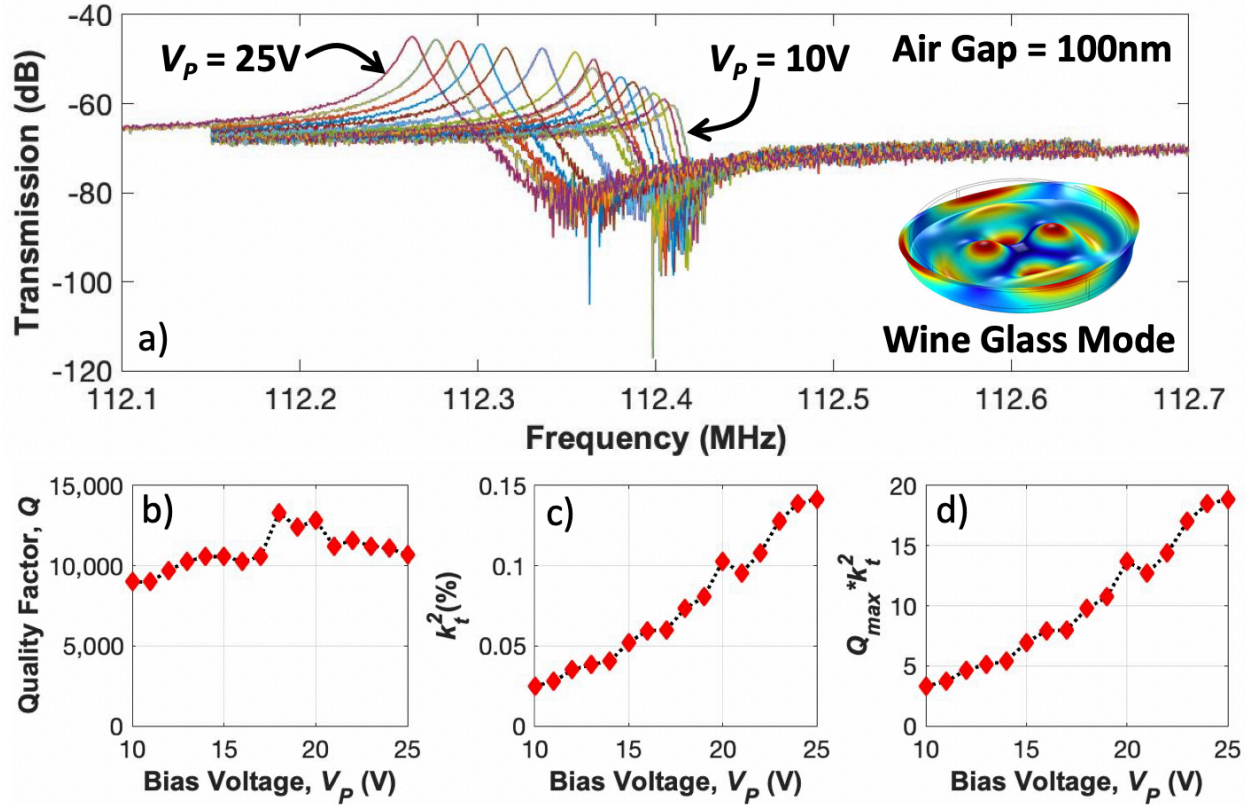 -40
-60
-80
-100
-120
Transmission (dB)
V_P = 25V
V_P = 10V
Air Gap = 100nm
Wine Glass Mode
a)
112.1 112.2 112.3 112.4 112.5 112.6 112.7
Frequency (MHz)
b)
15,000
10,000
5,000
0
Quality Factor, Q
10 15 20 25
Bias Voltage, V_P (V)
c)
0.15
0.1
0.05
0
k_t^2(%)
10 15 20 25
Bias Voltage, V_P (V)
d)
20
15
10
5
0
Q_max*k_t^2
10 15 20 25
Bias Voltage, V_P (V)